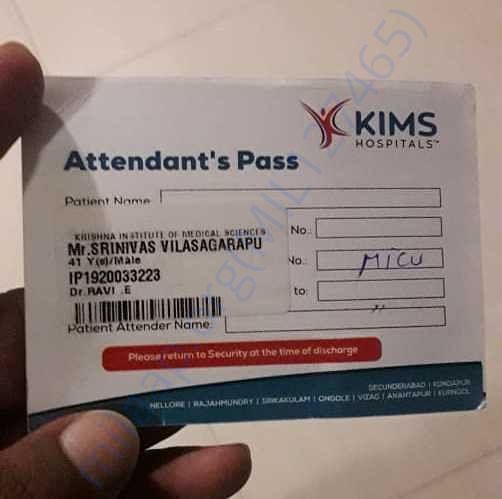 KIMS
HOSPITALS™
Attendant's Pass
Patient Name
KRISHNA INSTITUTE OF MEDICAL SCIENCES
Mr.SRINIVAS VILASAGARAPU
41 Y(s)/Male
IP1920033223
Dr.RAVI .E
No.:
No.: MICU
to:
Patient Attender Name:
Please return to Security at the time of discharge
SECUNDERABAD | KONDAPUR
NELLORE | RAJAHMUNDRY | SRIKAKULAM | ONGOLE | VIZAG | ANANTAPUR | KURNOOL